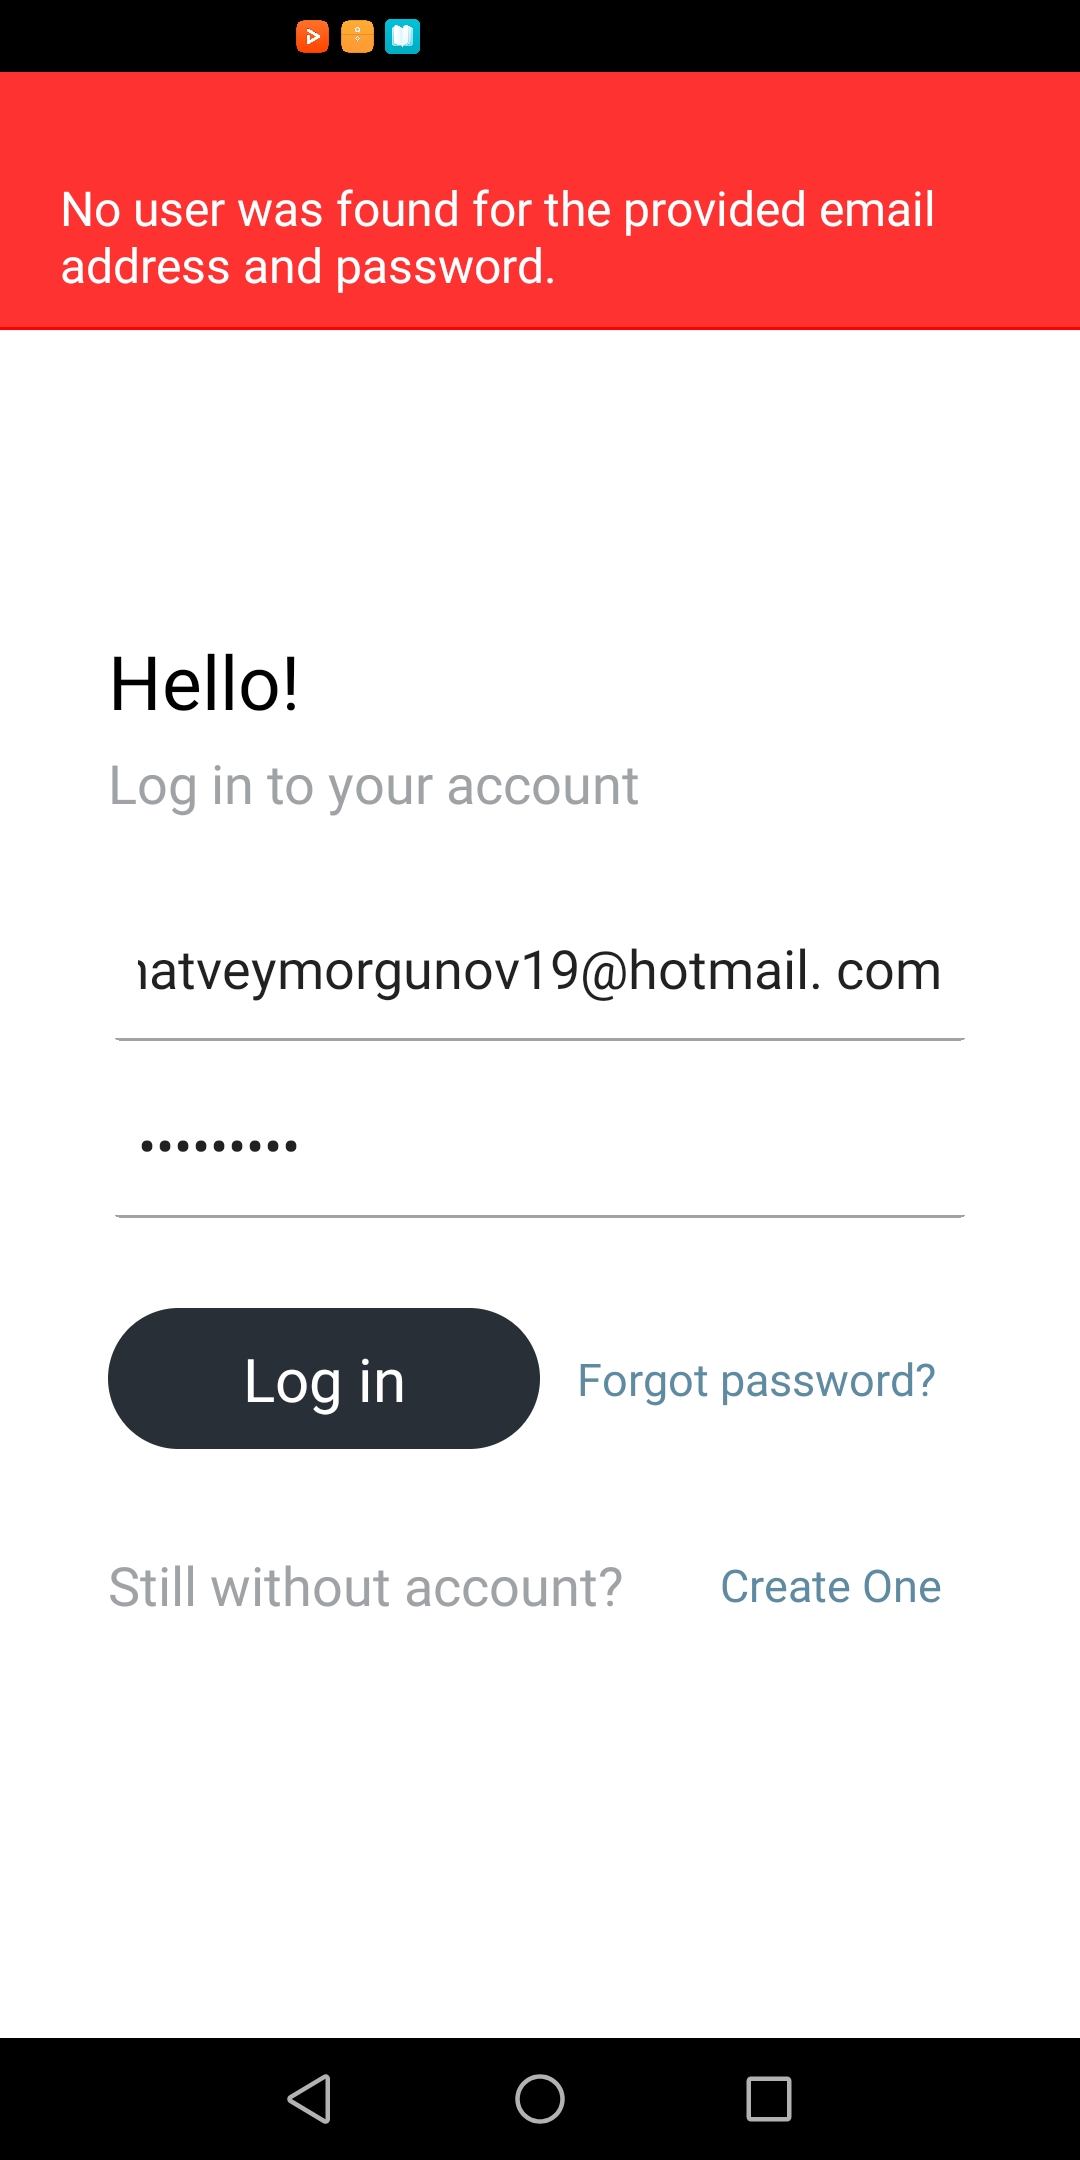 No user was found for the provided email
address and password.
Hello!
Log in to your account
atveymorgunov19@hotmail. com
•••••••••
Log in
Forgot password?
Still without account?
Create One